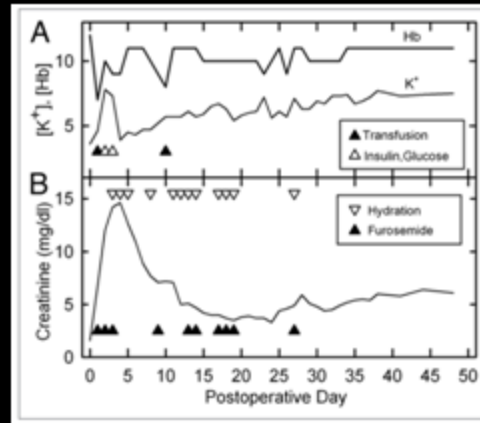 A
Hb
10
K+
[K+], [Hb]
5
Transfusion
Insulin,Glucose
B
15
Hydration
Furosemide
10
Creatinine (mg/dl)
5
0
0 5 10 15 20 25 30 35 40 45 50
Postoperative Day